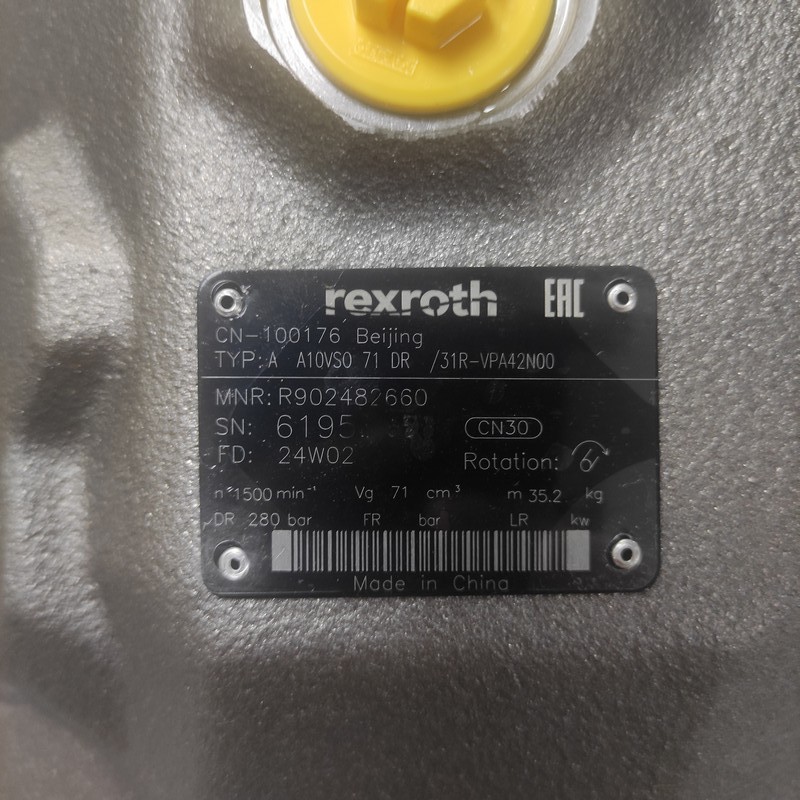 rexroth EAC
CN-100176 Beijing
TYP: A A10VSO 71 DR /31R-VPA42N00
MNR: R902482660
SN: 6195 CN30
FD: 24W02 Rotation:
n 1500 min⁻¹ Vg 71 cm³ m 35.2 kg
DR 280 bar FR bar LR kw
Made in China